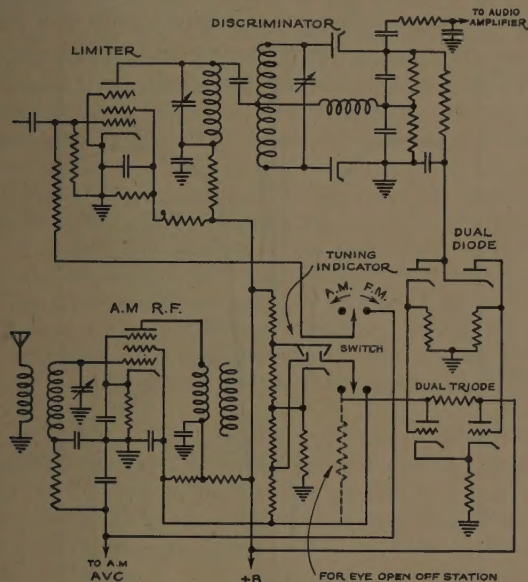 DISCRIMINATOR
TO AUDIO
AMPLIFIER
LIMITER
TUNING
INDICATOR
DUAL
DIODE
A.M. F.M.
A.M R.F.
SWITCH
DUAL TRIODE
TO A.M
AVC
+B
FOR EYE OPEN OFF STATION